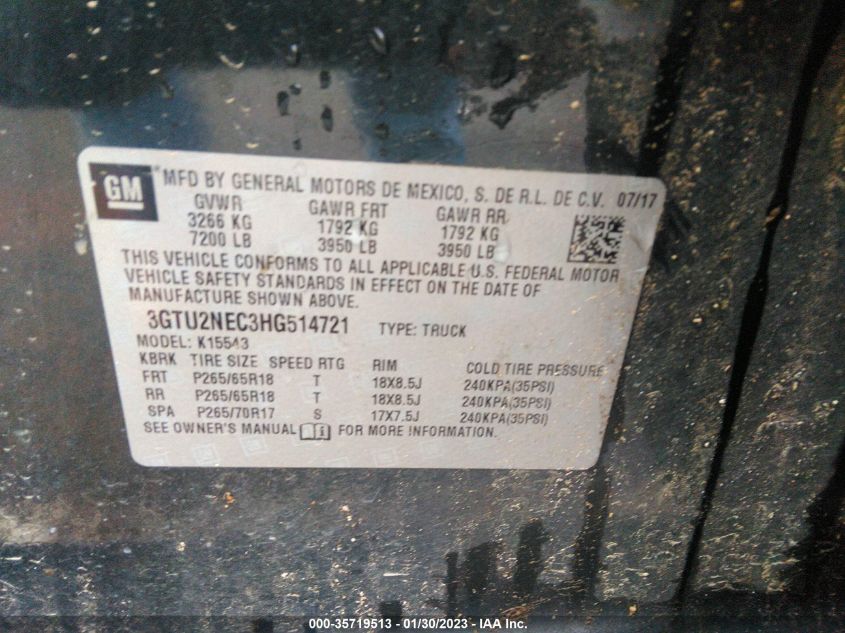 GM ® MFD BY GENERAL MOTORS DE MEXICO, S. DE R.L. DE C.V. 07/17
GVWR GAWR FRT GAWR RR
3266 KG 1792 KG 1792 KG
7200 LB 3950 LB 3950 LB
THIS VEHICLE CONFORMS TO ALL APPLICABLE U.S. FEDERAL MOTOR
VEHICLE SAFETY STANDARDS IN EFFECT ON THE DATE OF
MANUFACTURE SHOWN ABOVE.
3GTU2NEC3HG514721 TYPE: TRUCK
MODEL: K15543
KBRK TIRE SIZE SPEED RTG RIM COLD TIRE PRESSURE
FRT P265/65R18 T 18X8.5J 240KPA(35PSI)
RR P265/65R18 T 18X8.5J 240KPA(35PSI)
SPA P265/70R17 S 17X7.5J 240KPA(35PSI)
SEE OWNER'S MANUAL FOR MORE INFORMATION.
000-35719513 - 01/30/2023 - IAA Inc.